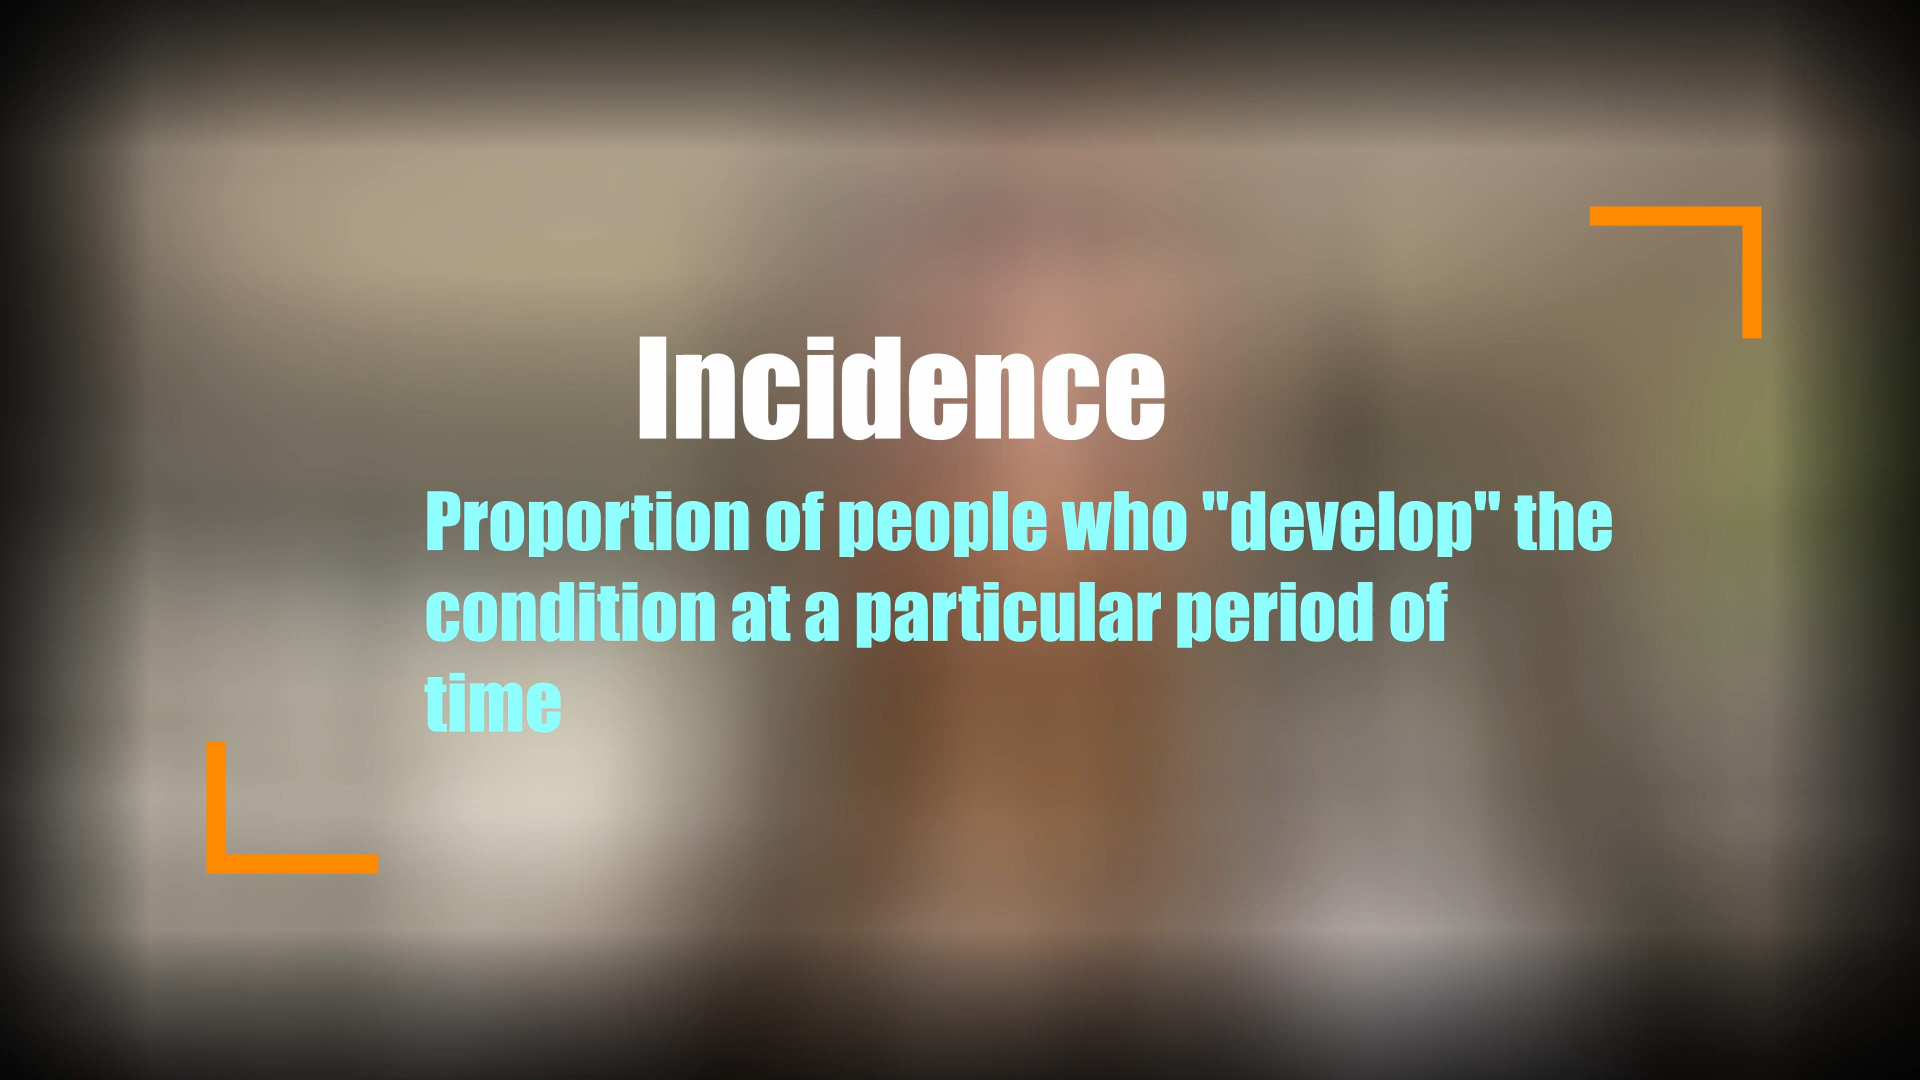 Incidence
Proportion of people who "develop" the
condition at a particular period of
time